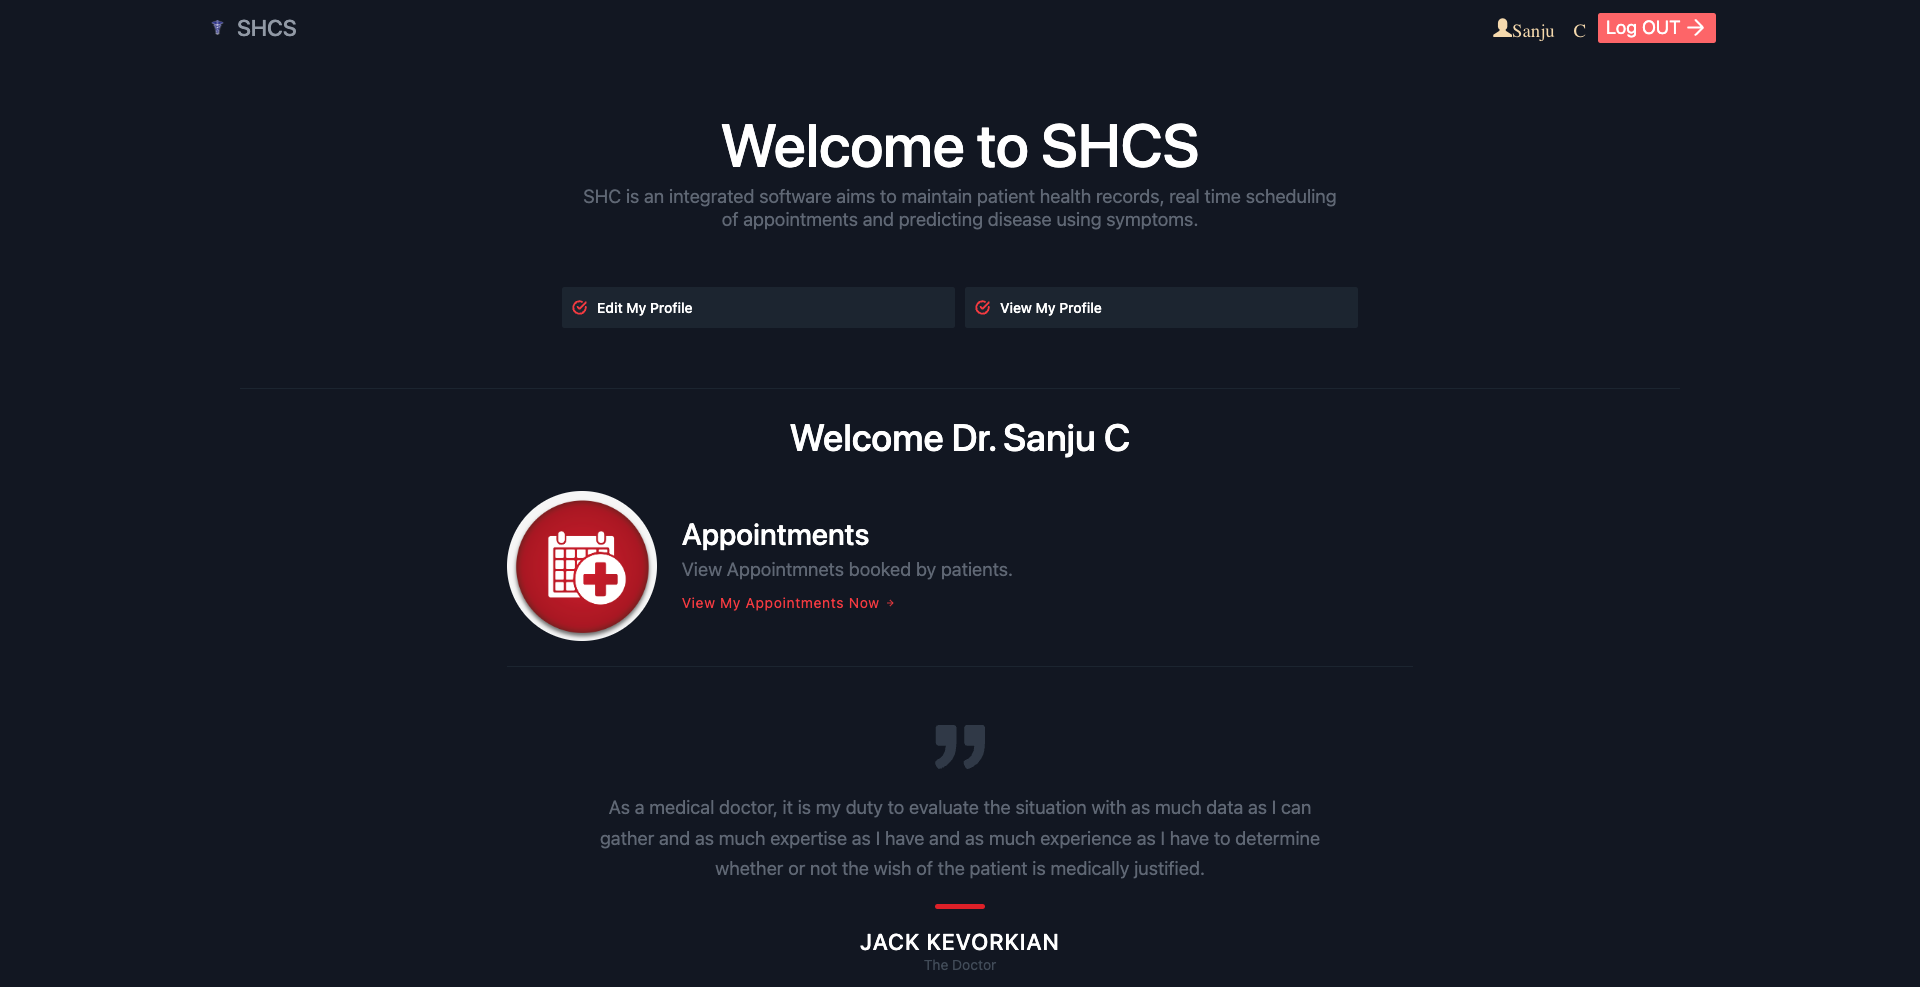 SHCS
Sanju C
Log OUT
Welcome to SHCS
SHC is an integrated software aims to maintain patient health records, real time scheduling
of appointments and predicting disease using symptoms.
Edit My Profile
View My Profile
Welcome Dr. Sanju C
Appointments
View Appointmnets booked by patients.
View My Appointments Now
As a medical doctor, it is my duty to evaluate the situation with as much data as I can
gather and as much expertise as I have and as much experience as I have to determine
whether or not the wish of the patient is medically justified.
JACK KEVORKIAN
The Doctor